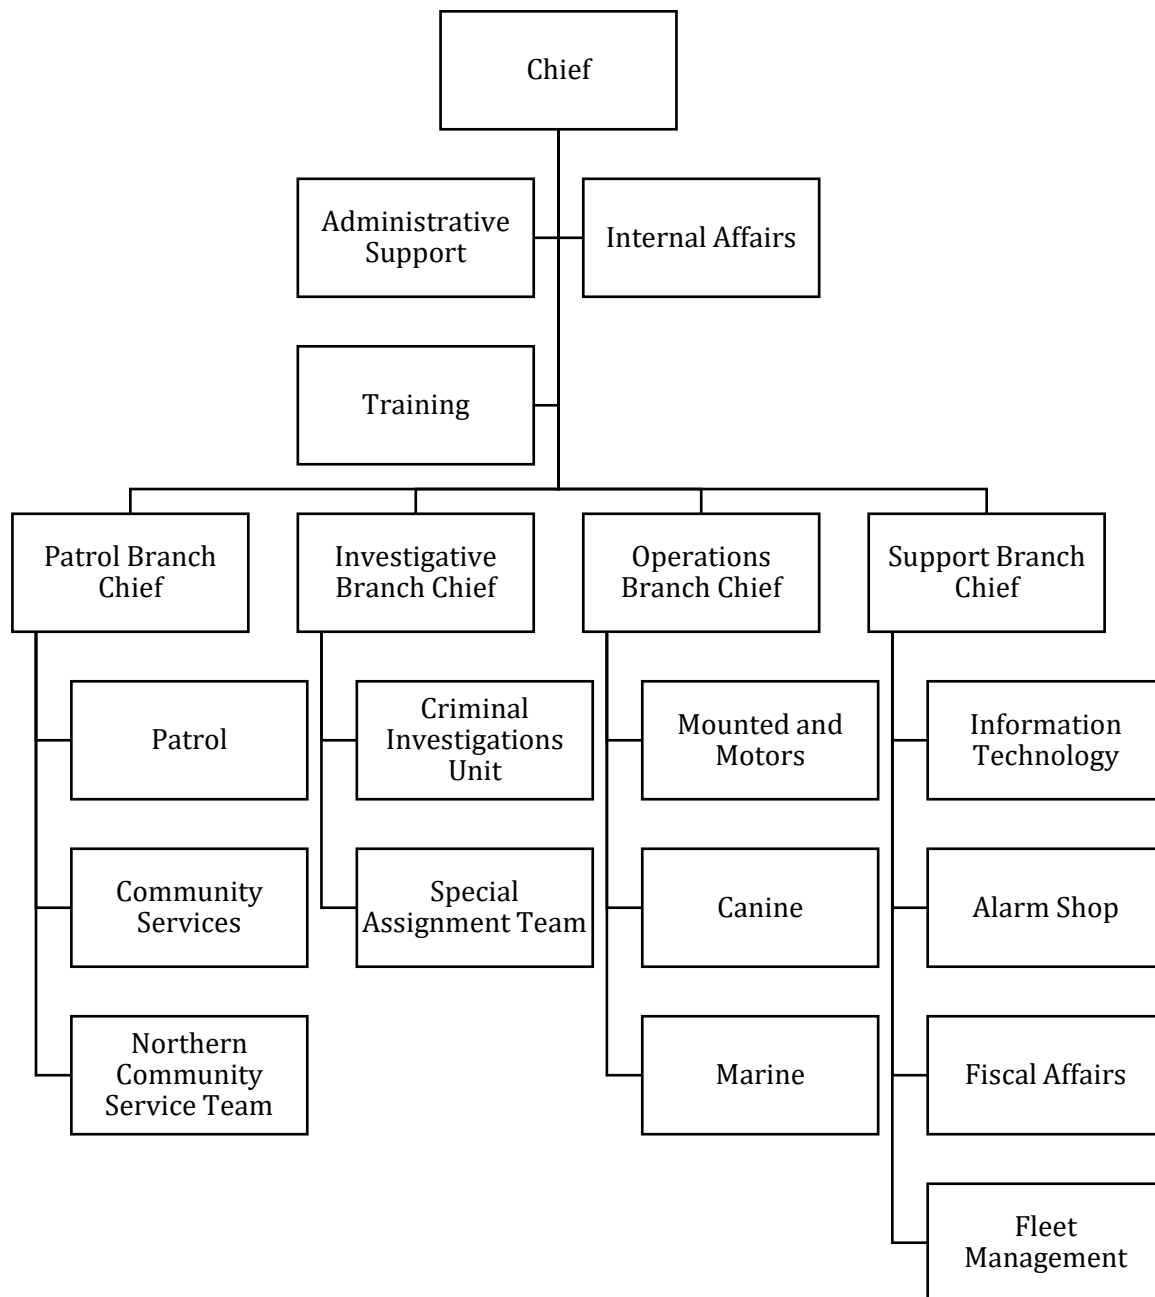 Chief
Administrative
Support
Internal Affairs
Training
Patrol Branch
Chief
Investigative
Branch Chief
Operations
Branch Chief
Support Branch
Chief
Patrol
Criminal
Investigations
Unit
Mounted and
Motors
Information
Technology
Community
Services
Special
Assignment Team
Canine
Alarm Shop
Northern
Community
Service Team
Marine
Fiscal Affairs
Fleet
Management